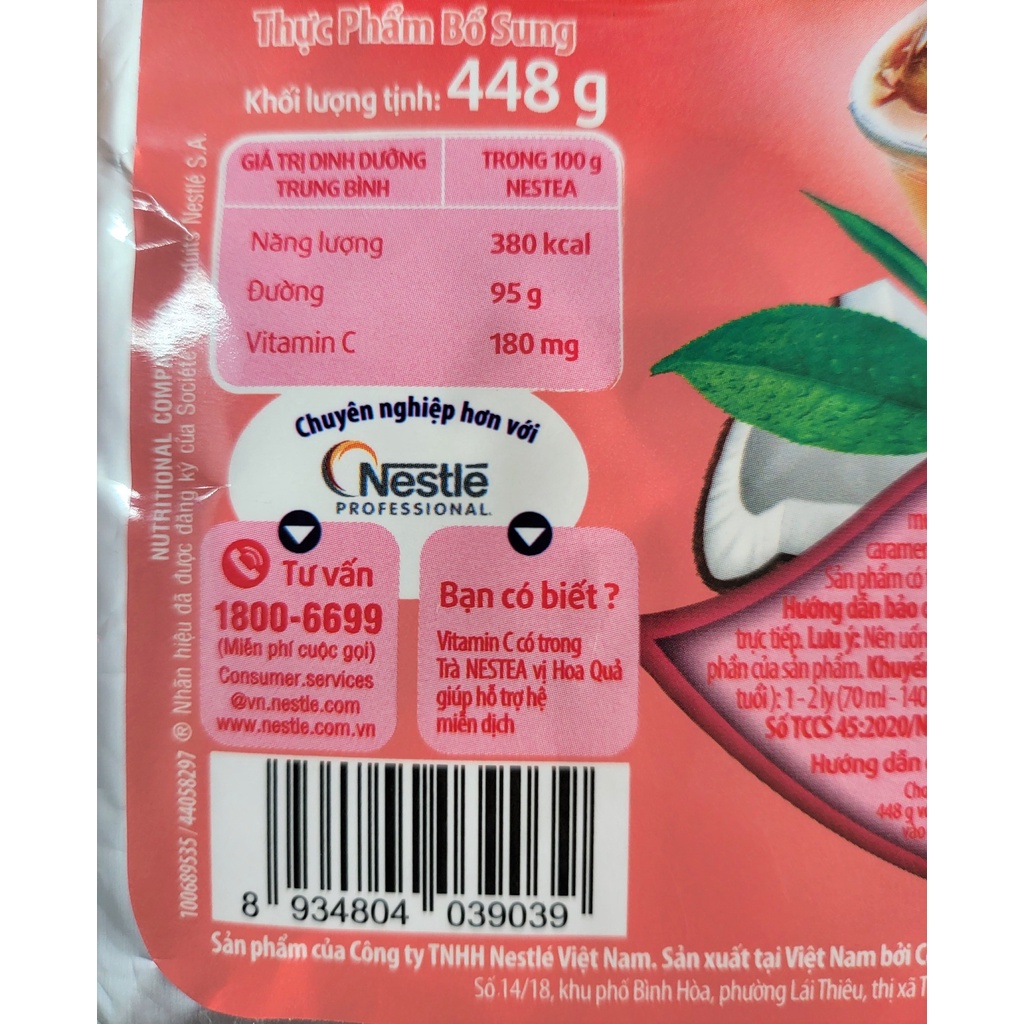 Thực Phẩm Bổ Sung
Khối lượng tịnh: 448 g
GIÁ TRỊ DINH DƯỠNG TRUNG BÌNH
TRONG 100 g NESTEA
Năng lượng 380 kcal
Đường 95 g
Vitamin C 180 mg
Chuyên nghiệp hơn với
Nestlé
PROFESSIONAL.
Tư vấn
1800-6699
(Miễn phí cuộc gọi)
Consumer.services
@vn.nestle.com
www.nestle.com.vn
Bạn có biết ?
Vitamin C có trong
Trà NESTEA vị Hoa Quả
giúp hỗ trợ hệ
miễn dịch
8 934804 039039
Sản phẩm của Công ty TNHH Nestlé Việt Nam. Sản xuất tại Việt Nam bởi
Số 14/18, khu phố Bình Hòa, phường Lái Thiêu, thị xã
NUTRITIONAL
100689535 / 44058297 ® Nhãn hiệu đã được đăng ký của Société Nestlé S.A.
Sản phẩm có
Hướng dẫn bảo
trực tiếp. Lưu ý: Nên
phần của sản phẩm.
tuổi): 1 - 2 ly (70 ml - 140
Số TCCS 45:2020/
Hướng dẫn
448 g
vào